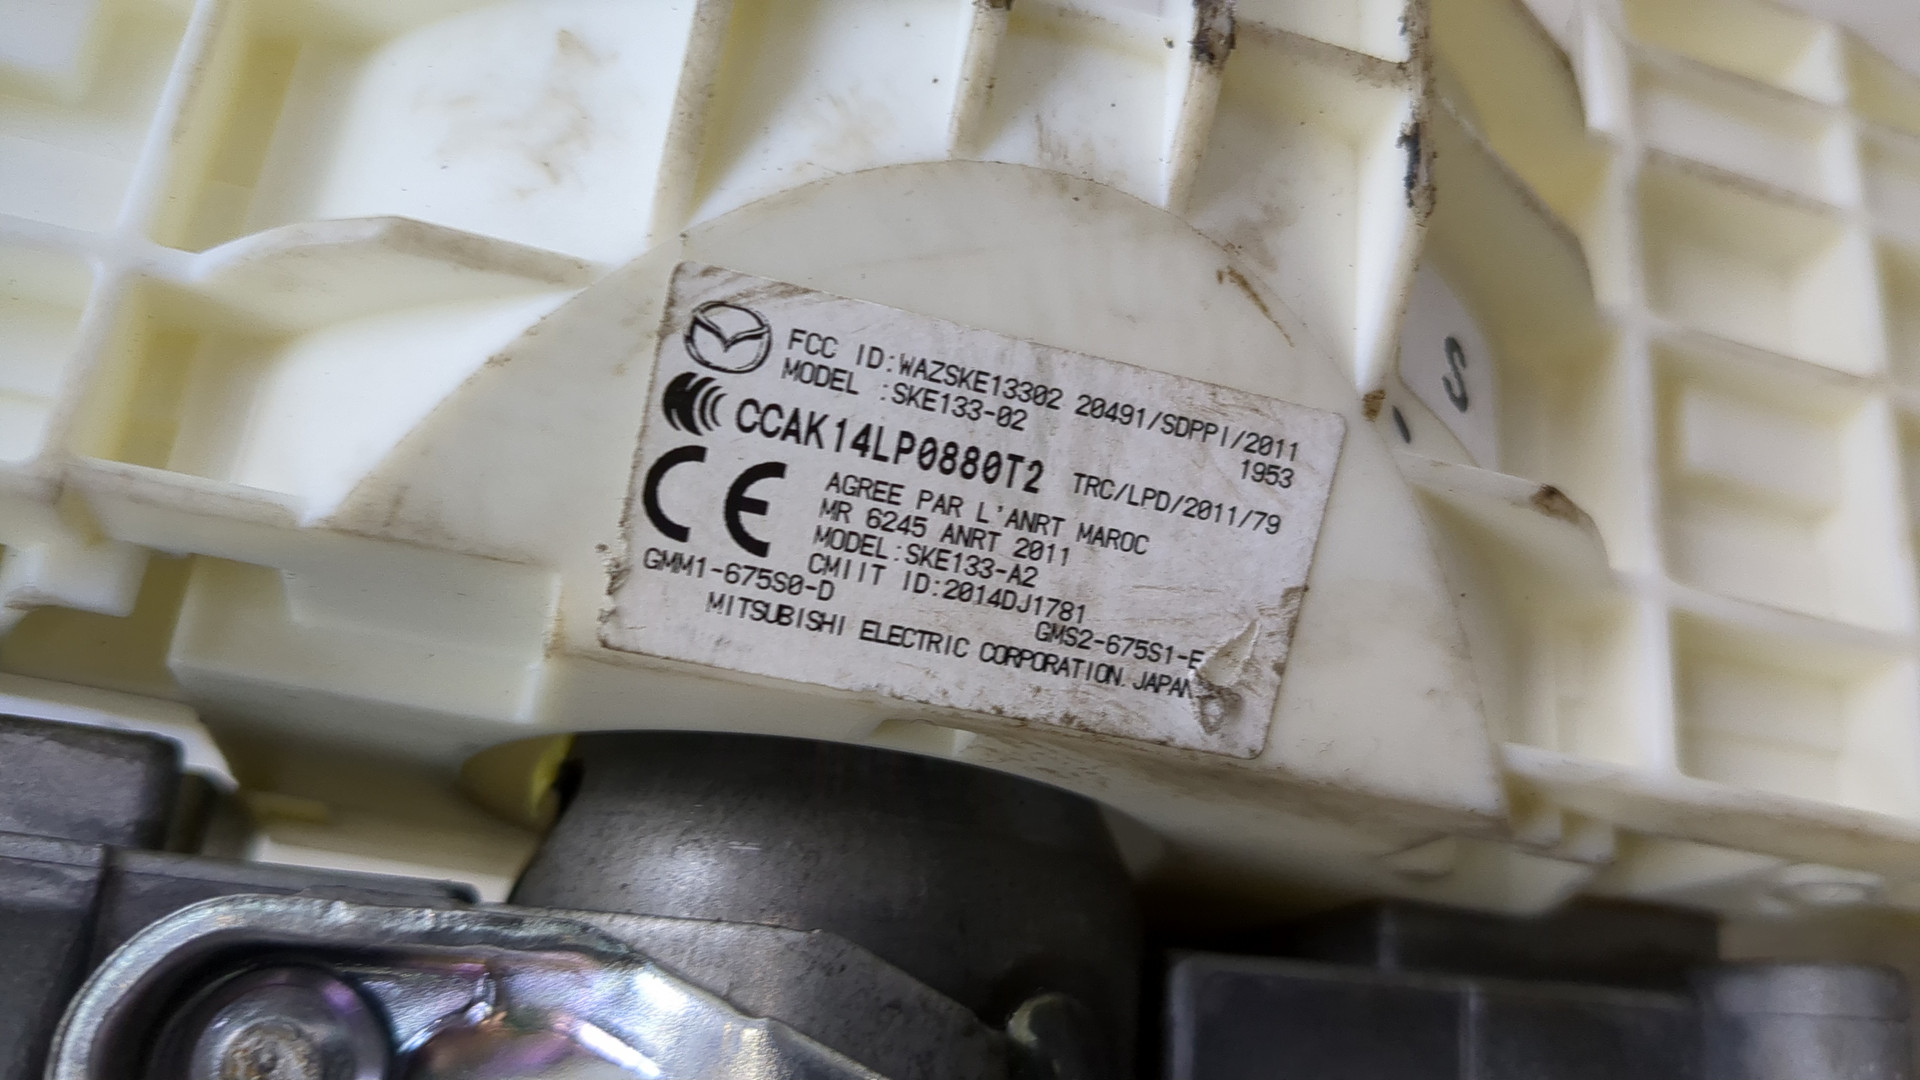 FCC ID:WAZSKE13302 20491/SDPPI/2011
MODEL :SKE133-02 1953
CCAK14LP0880T2 TRC/LPD/2011/79
CE
AGREE PAR L'ANRT MAROC
MR 6245 ANRT 2011
MODEL:SKE133-A2
CMIIT ID:2014DJ1781
GMM1-675S0-D GMS2-675S1-E
MITSUBISHI ELECTRIC CORPORATION. JAPAN
S